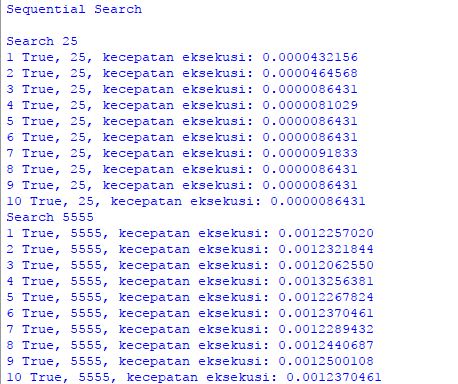 Sequential Search
Search 25
1 True, 25, kecepatan eksekusi: 0.0000432156
2 True, 25, kecepatan eksekusi: 0.0000464568
3 True, 25, kecepatan eksekusi: 0.0000086431
4 True, 25, kecepatan eksekusi: 0.0000081029
5 True, 25, kecepatan eksekusi: 0.0000086431
6 True, 25, kecepatan eksekusi: 0.0000086431
7 True, 25, kecepatan eksekusi: 0.0000091833
8 True, 25, kecepatan eksekusi: 0.0000086431
9 True, 25, kecepatan eksekusi: 0.0000086431
10 True, 25, kecepatan eksekusi: 0.0000086431
Search 5555
1 True, 5555, kecepatan eksekusi: 0.0012257020
2 True, 5555, kecepatan eksekusi: 0.0012321844
3 True, 5555, kecepatan eksekusi: 0.0012062550
4 True, 5555, kecepatan eksekusi: 0.0013256381
5 True, 5555, kecepatan eksekusi: 0.0012267824
6 True, 5555, kecepatan eksekusi: 0.0012370461
7 True, 5555, kecepatan eksekusi: 0.0012289432
8 True, 5555, kecepatan eksekusi: 0.0012440687
9 True, 5555, kecepatan eksekusi: 0.0012500108
10 True, 5555, kecepatan eksekusi: 0.0012370461